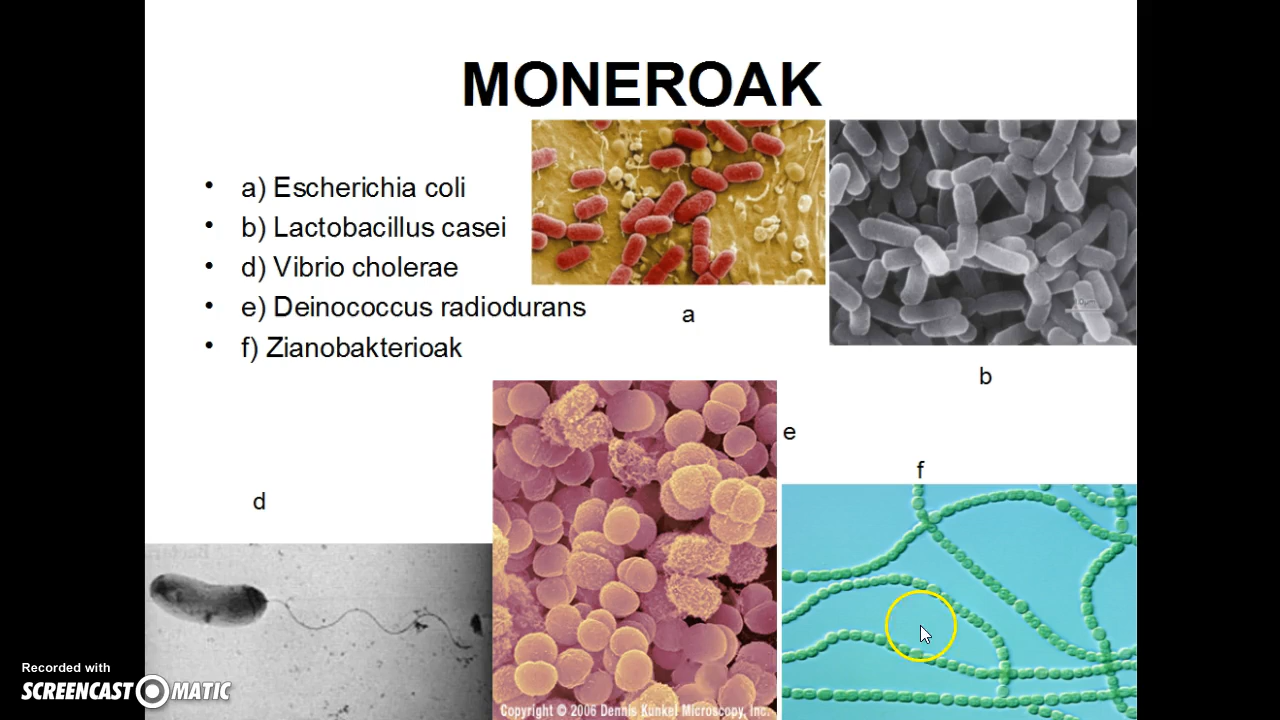 MONEROAK
• a) Escherichia coli
• b) Lactobacillus casei
• d) Vibrio cholerae
• e) Deinococcus radiodurans
• f) Zianobakterioak
a
b
e
f
d
Copyright © 2006 Dennis Kunkel Microscopy, Inc.
Recorded with
SCREENCAST MATIC